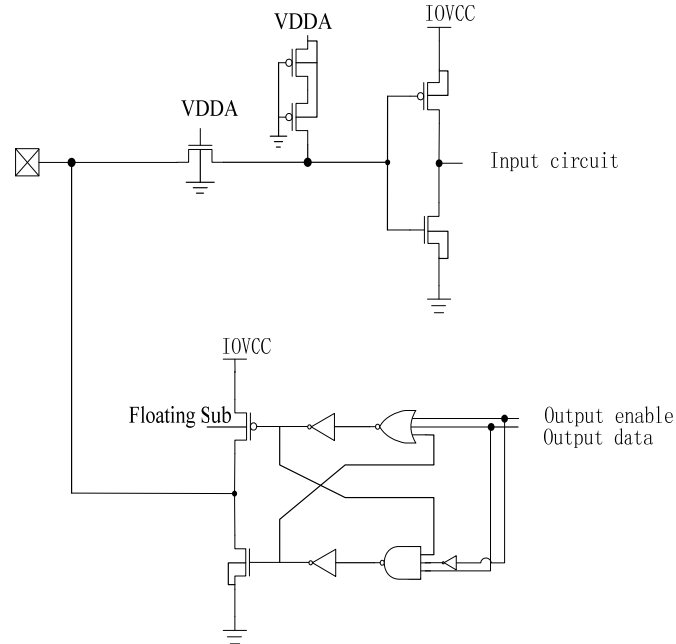 IOVCC
VDDA
VDDA
Input circuit
IOVCC
Floating Sub
Output enable
Output data